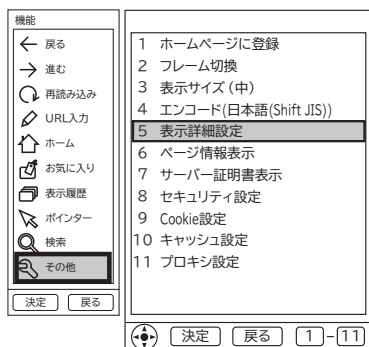 機能
戻る
進む
再読み込み
URL入力
ホーム
お気に入り
表示履歴
ポインター
検索
その他
決定 戻る
1 ホームページに登録
2 フレーム切換
3 表示サイズ(中)
4 エンコード(日本語(Shift JIS))
5 表示詳細設定
6 ページ情報表示
7 サーバー証明書表示
8 セキュリティ設定
9 Cookie設定
10 キャッシュ設定
11 プロキシ設定
決定 戻る 1-11